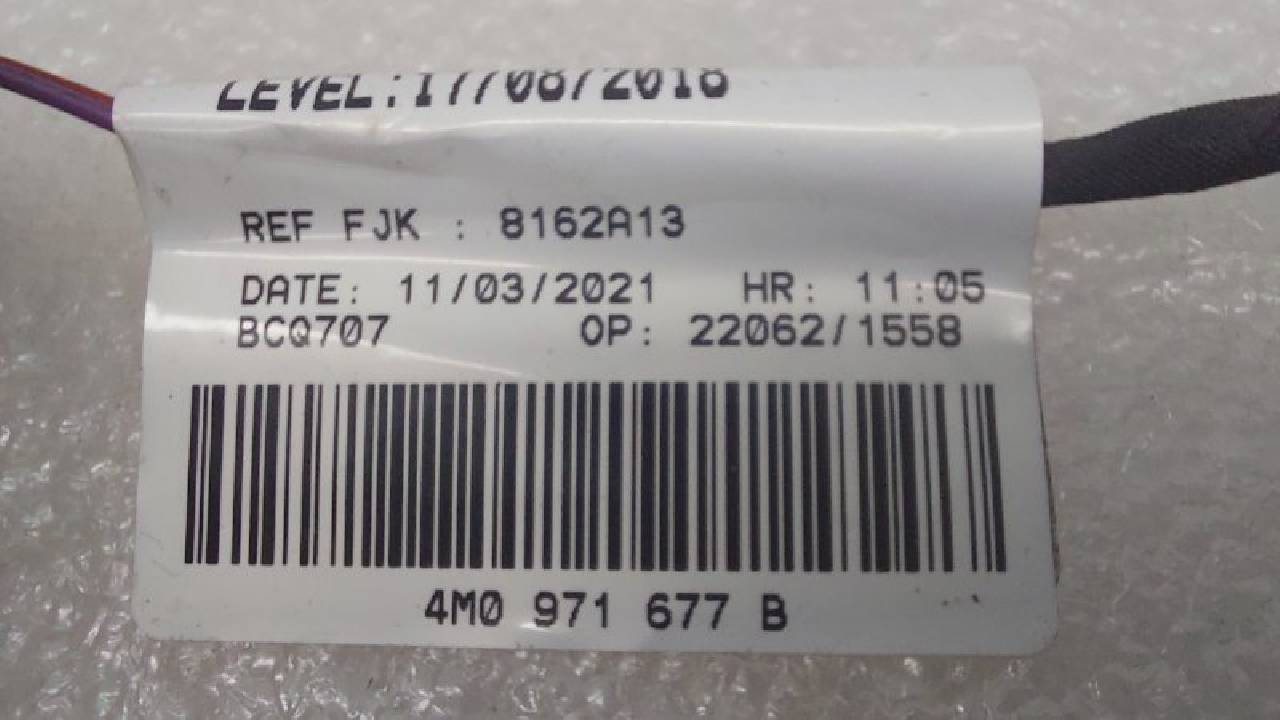 LEVEL:17/08/2018
REF FJK : 8162A13
DATE: 11/03/2021 HR: 11:05
BCQ707 OP: 22062/1558
4M0 971 677 B